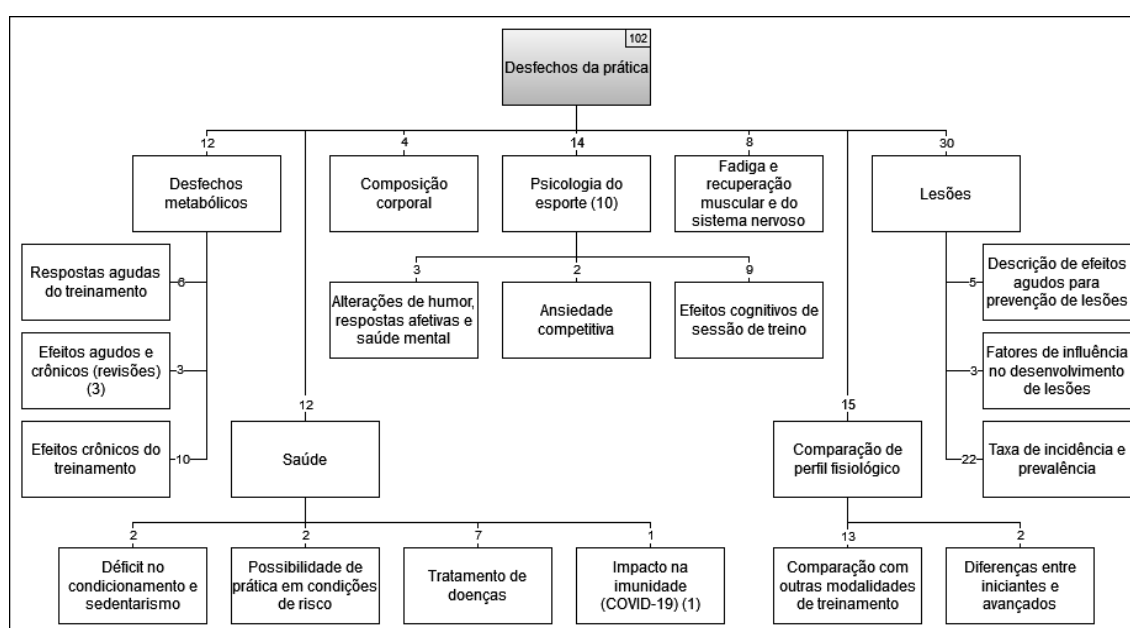 102
Desfechos da prática
12
4
14
8
30
Desfechos
metabólicos
Composição
corporal
Psicologia do
esporte (10)
Fadiga e
recuperação
muscular e do
sistema nervoso
Lesões
Respostas agudas
do treinamento
6
3
2
9
Alterações de humor,
respostas afetivas e
saúde mental
Ansiedade
competitiva
Efeitos cognitivos de
sessão de treino
5
Descrição de efeitos
agudos para
prevenção de lesões
Efeitos agudos e
crônicos (revisões)
(3)
3
3
Fatores de influência
no desenvolvimento
de lesões
Efeitos crônicos do
treinamento
10
12
Saúde
15
Comparação de
perfil fisiológico
22
Taxa de incidência e
prevalência
2
2
7
1
13
2
Déficit no
condicionamento e
sedentarismo
Possibilidade de
prática em condições
de risco
Tratamento de
doenças
Impacto na
imunidade
(COVID-19) (1)
Comparação com
outras modalidades
de treinamento
Diferenças entre
iniciantes e
avançados